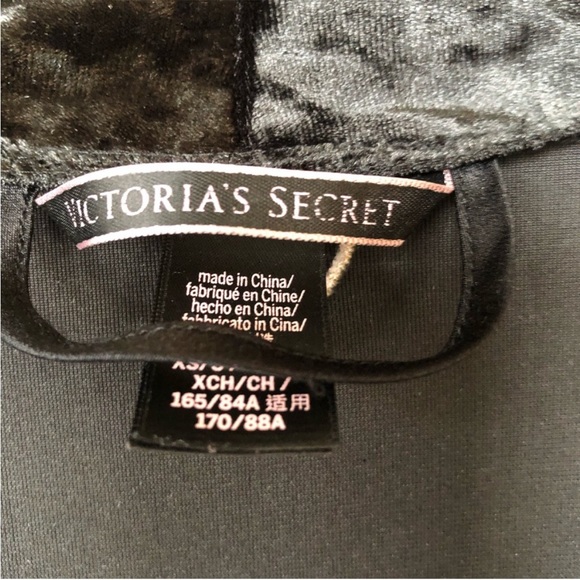 VICTORIA'S SECRET
made in China/
fabriqué en Chine/
hecho en China/
fabbricato in Cina/
XCH/CH /
165/84A 适用
170/88A